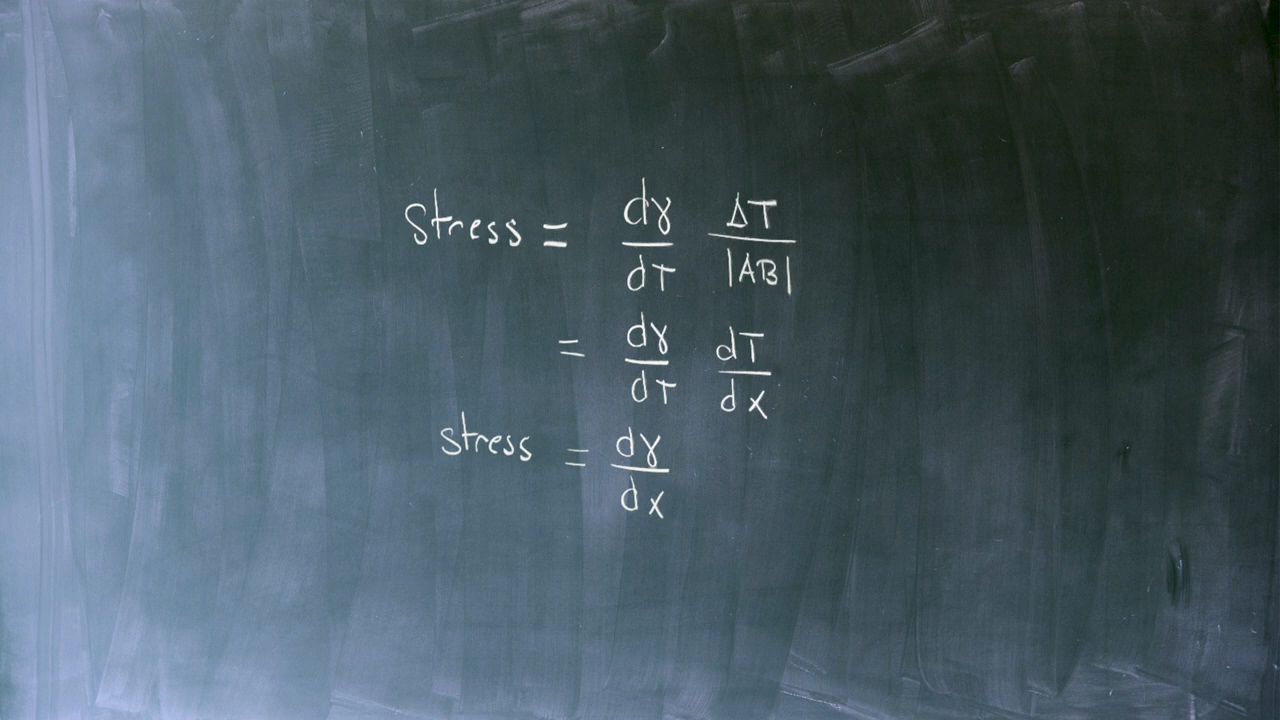 Stress = dγ/dT ΔT/|AB|
= dγ/dT dT/dx
stress = dγ/dx